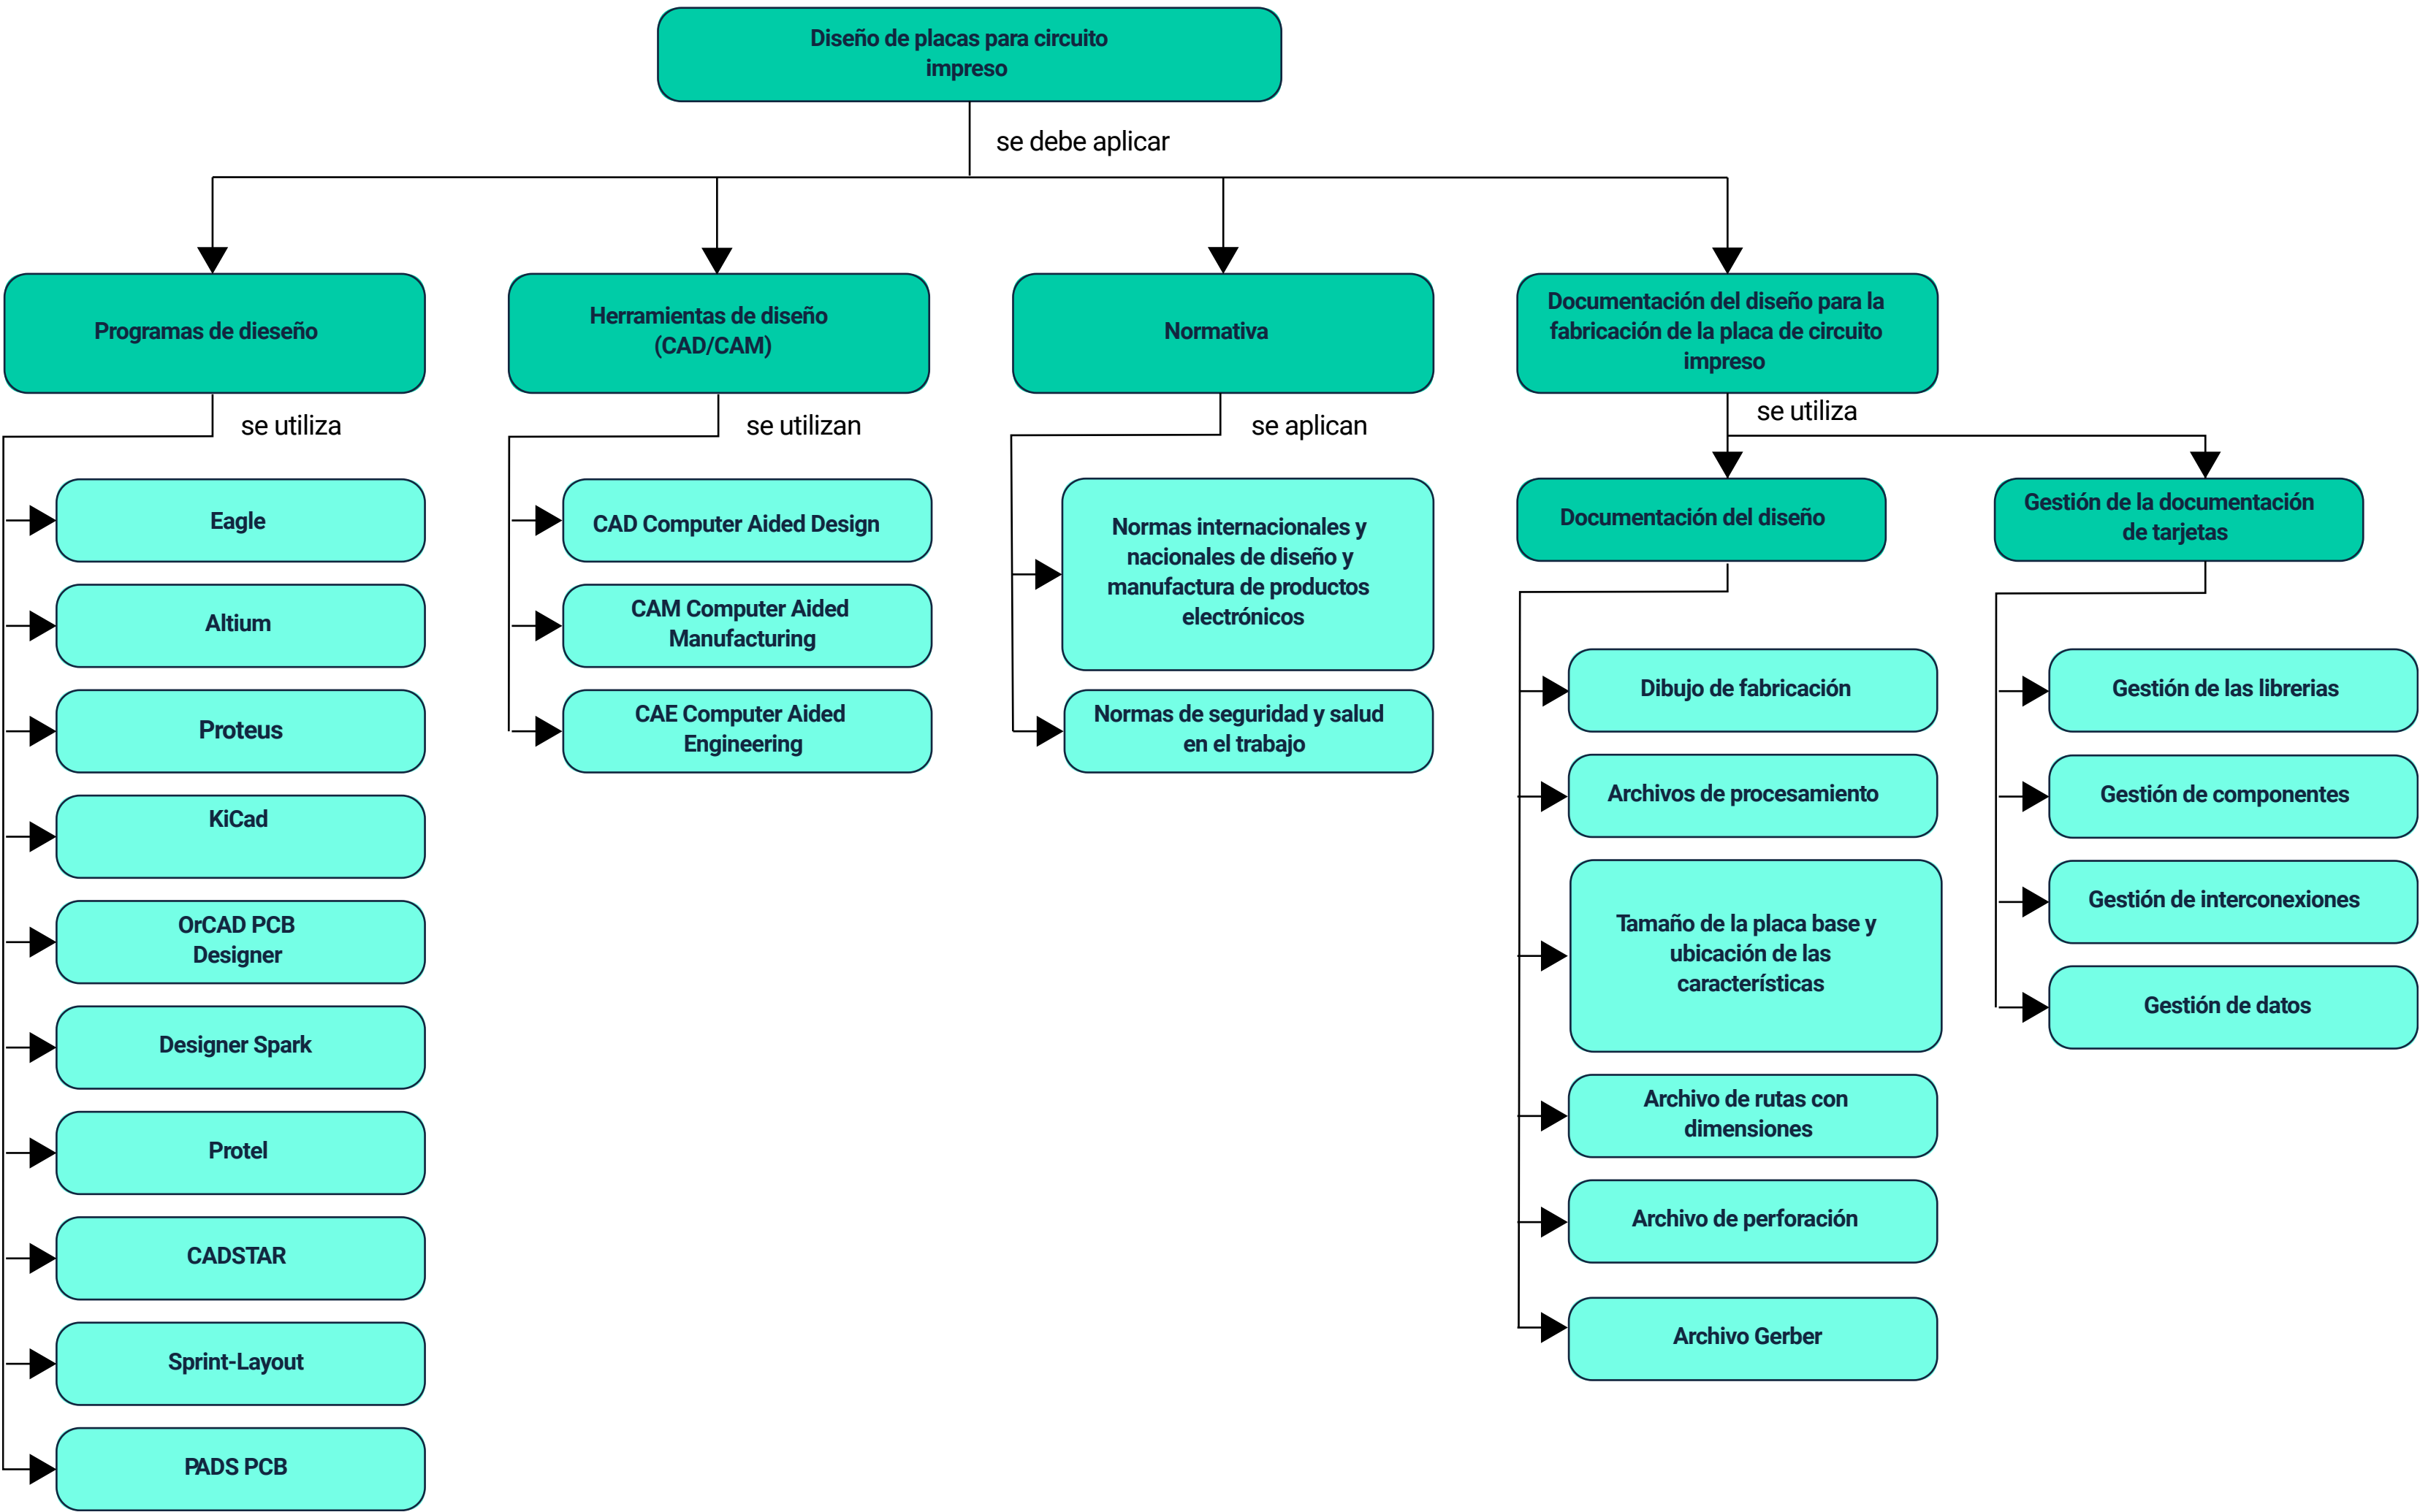 Diseño de placas para circuito
impreso
se debe aplicar
Programas de dieseño
se utiliza
Eagle
Altium
Proteus
KiCad
OrCAD PCB
Designer
Designer Spark
Protel
CADSTAR
Sprint-Layout
PADS PCB
Herramientas de diseño
(CAD/CAM)
se utilizan
CAD Computer Aided Design
CAM Computer Aided
Manufacturing
CAE Computer Aided
Engineering
Normativa
se aplican
Normas internacionales y
nacionales de diseño y
manufactura de productos
electrónicos
Normas de seguridad y salud
en el trabajo
Documentación del diseño para la
fabricación de la placa de circuito
impreso
se utiliza
Documentación del diseño
Dibujo de fabricación
Archivos de procesamiento
Tamaño de la placa base y
ubicación de las
características
Archivo de rutas con
dimensiones
Archivo de perforación
Archivo Gerber
Gestión de la documentación
de tarjetas
Gestión de las librerias
Gestión de componentes
Gestión de interconexiones
Gestión de datos